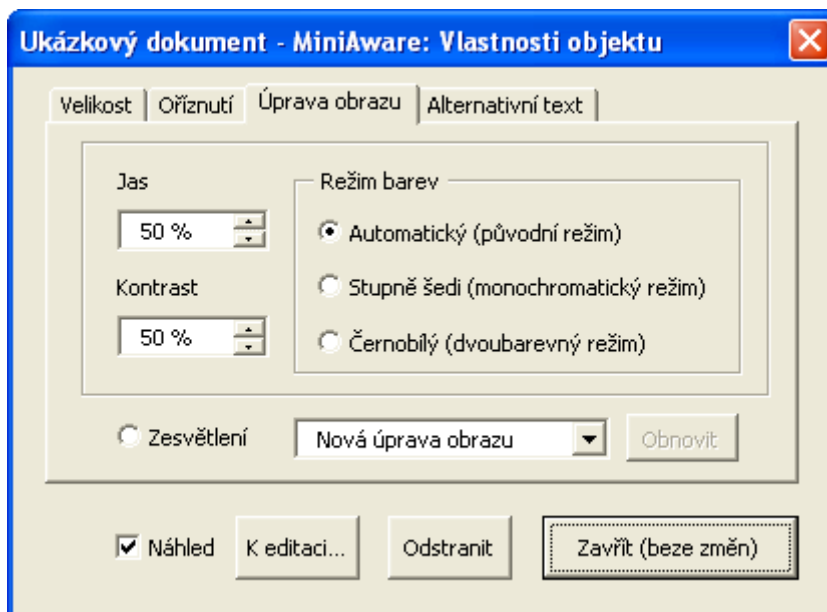 Ukázkový dokument - MiniAware: Vlastnosti objektu
Velikost Oříznutí Úprava obrazu Alternativní text
Jas
50 %
Kontrast
50 %
Režim barev
Automatický (původní režim)
Stupně šedi (monochromatický režim)
Černobílý (dvoubarevný režim)
Zesvětlení Nová úprava obrazu Obnovit
Náhled K editaci... Odstranit Zavřít (beze změn)